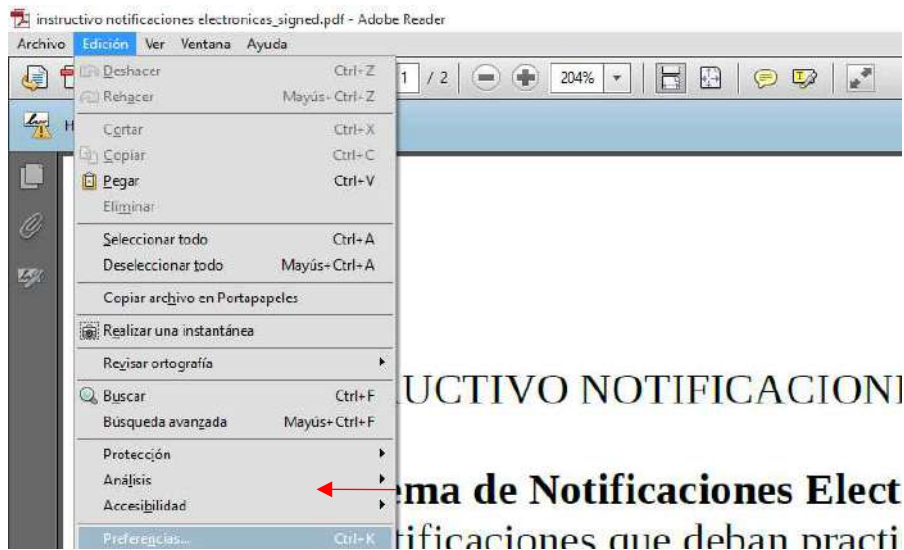 instructivo notificaciones electronicas_signed.pdf - Adobe Reader
Archivo Edición Ver Ventana Ayuda
1 / 2 204%
Deshacer Ctrl+Z
Rehacer Mayús+Ctrl+Z
H
Cortar Ctrl+X
Copiar Ctrl+C
Pegar Ctrl+V
Eliminar
Seleccionar todo Ctrl+A
Deseleccionar todo Mayús+Ctrl+A
Copiar archivo en Portapapeles
Realizar una instantánea
Revisar ortografía
Buscar Ctrl+F
Búsqueda avanzada Mayús+Ctrl+F
Protección
Análisis
Accesibilidad
Preferencias... Ctrl+K
UCTIVO NOTIFICACION
ema de Notificaciones Elect
tificaciones que deban practi